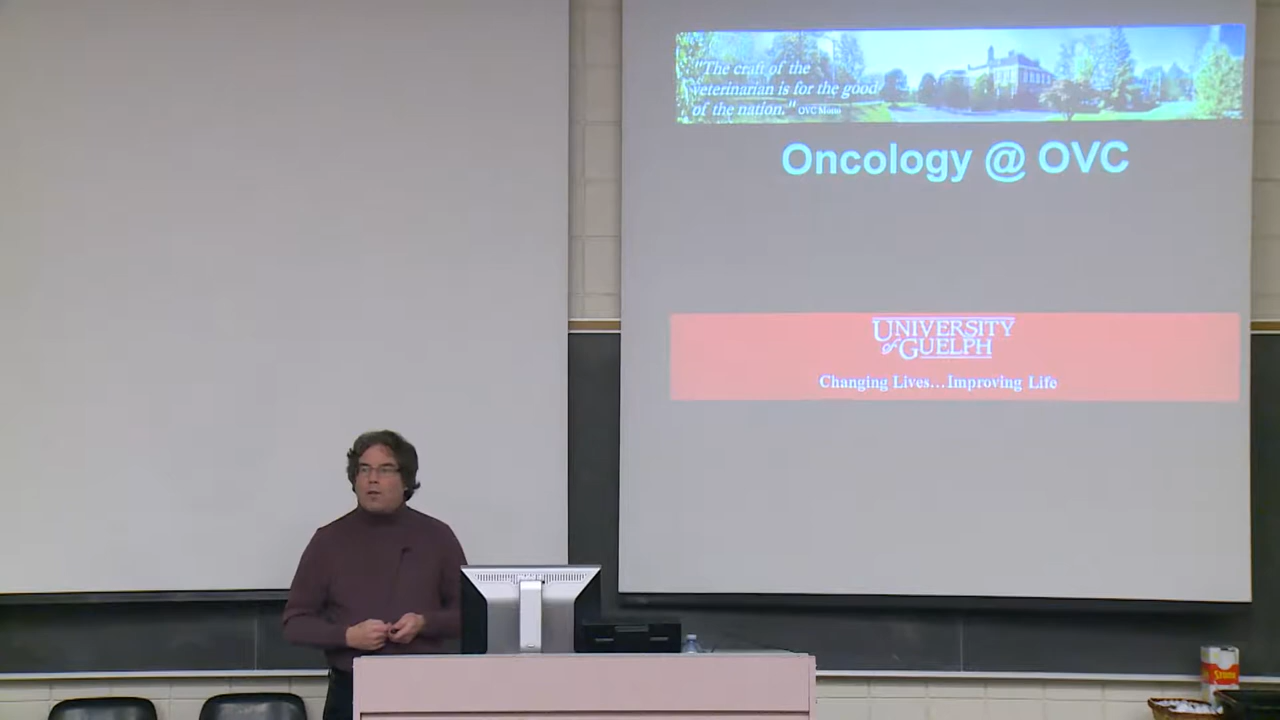 "The craft of the
veterinarian is for the good
of the nation." OVC Motto
Oncology @ OVC
UNIVERSITY
of GUELPH
Changing Lives…Improving Life